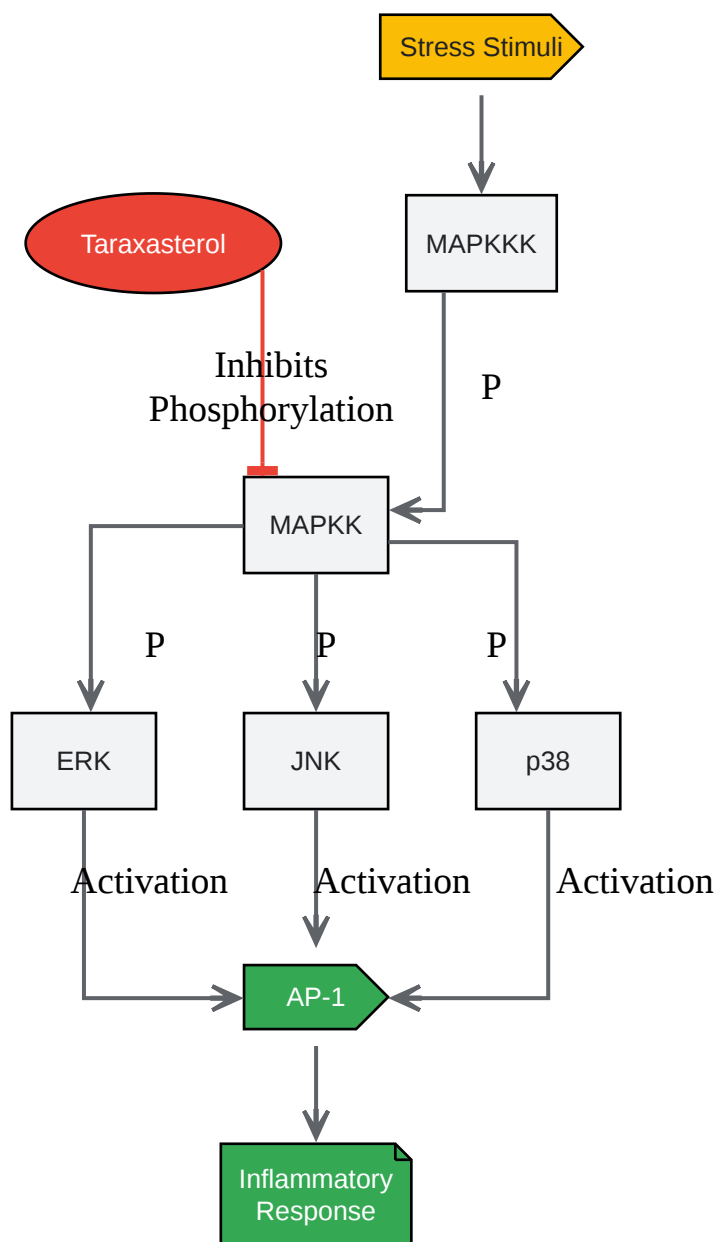 Stress Stimuli
Taraxasterol
MAPKKK
Inhibits
Phosphorylation
P
MAPKK
P
P
P
ERK
JNK
p38
Activation
Activation
Activation
AP-1
Inflammatory
Response